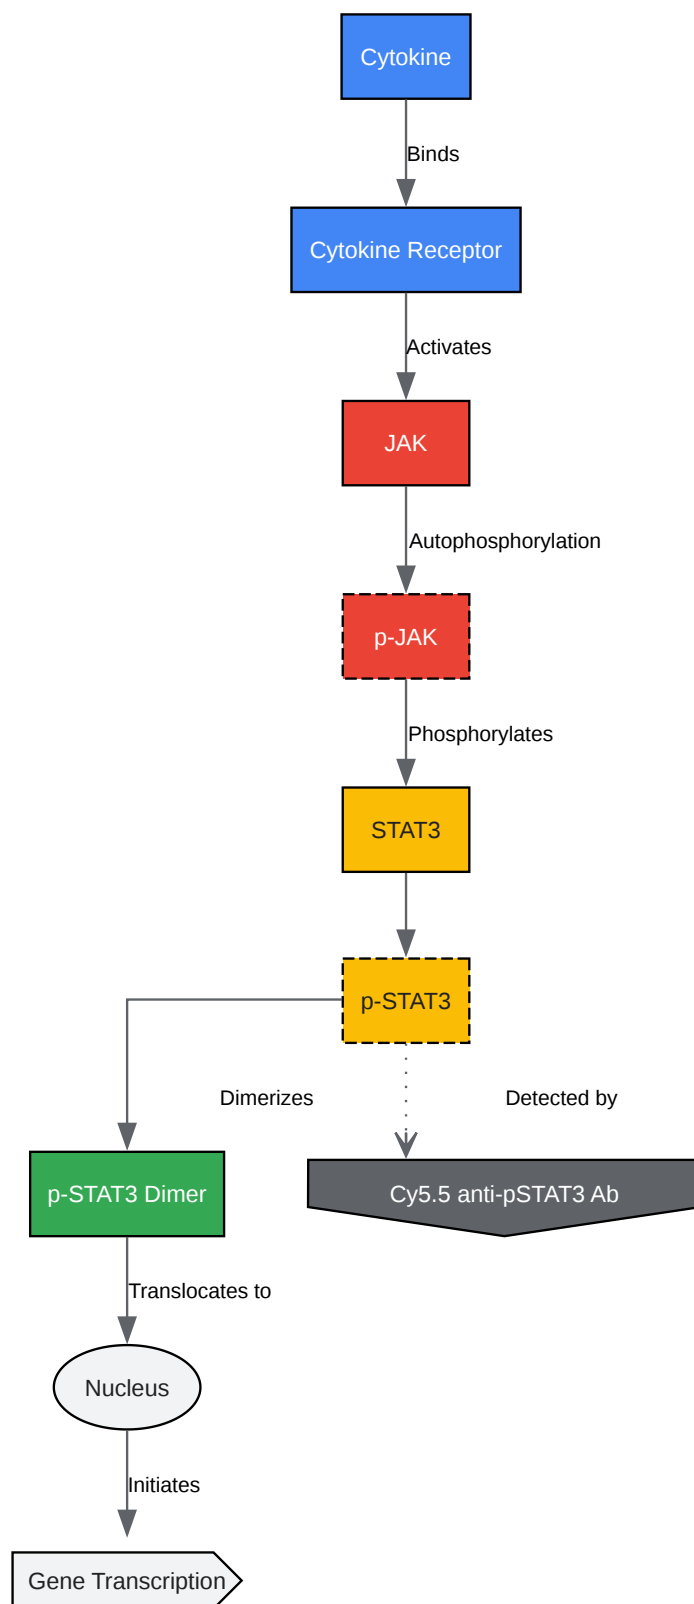 Cytokine
Binds
Cytokine Receptor
Activates
JAK
Autophosphorylation
p-JAK
Phosphorylates
STAT3
p-STAT3
Dimerizes
Detected by
p-STAT3 Dimer
Cy5.5 anti-pSTAT3 Ab
Translocates to
Nucleus
Initiates
Gene Transcription